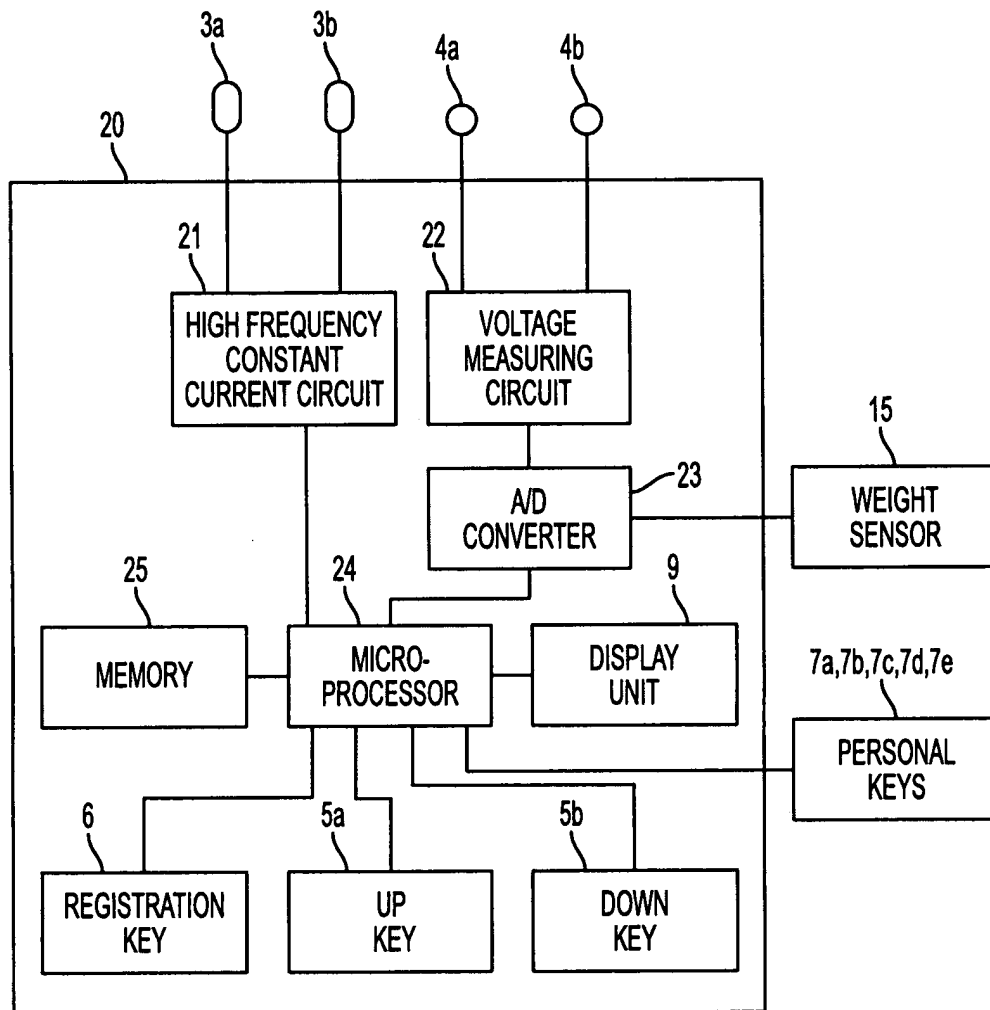 3a
3b
4a
4b
20
21
22
HIGH FREQUENCY
CONSTANT
CURRENT CIRCUIT
VOLTAGE
MEASURING
CIRCUIT
15
23
A/D
CONVERTER
WEIGHT
SENSOR
25
24
9
MEMORY
MICRO-
PROCESSOR
DISPLAY
UNIT
7a,7b,7c,7d,7e
PERSONAL
KEYS
6
5a
5b
REGISTRATION
KEY
UP
KEY
DOWN
KEY